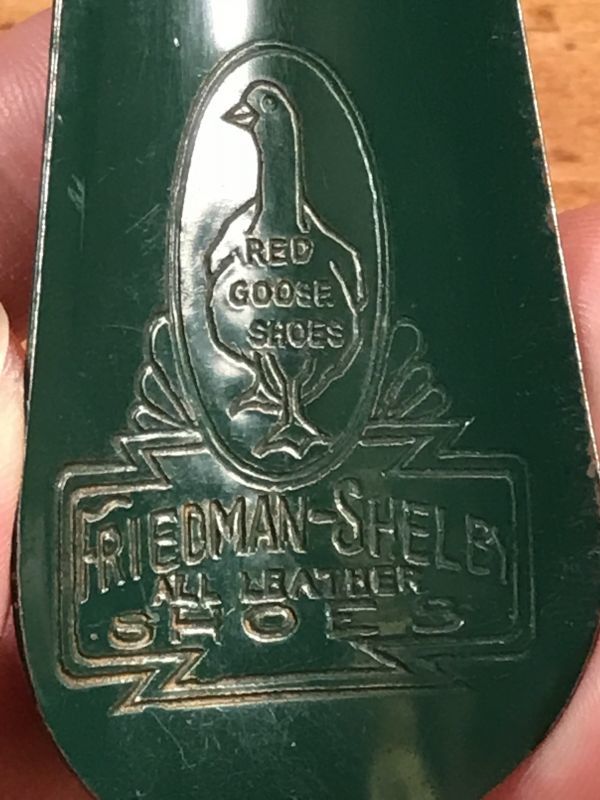 RED
GOOSE
SHOES
FRIEDMAN-SHELBY
ALL LEATHER
SHOES